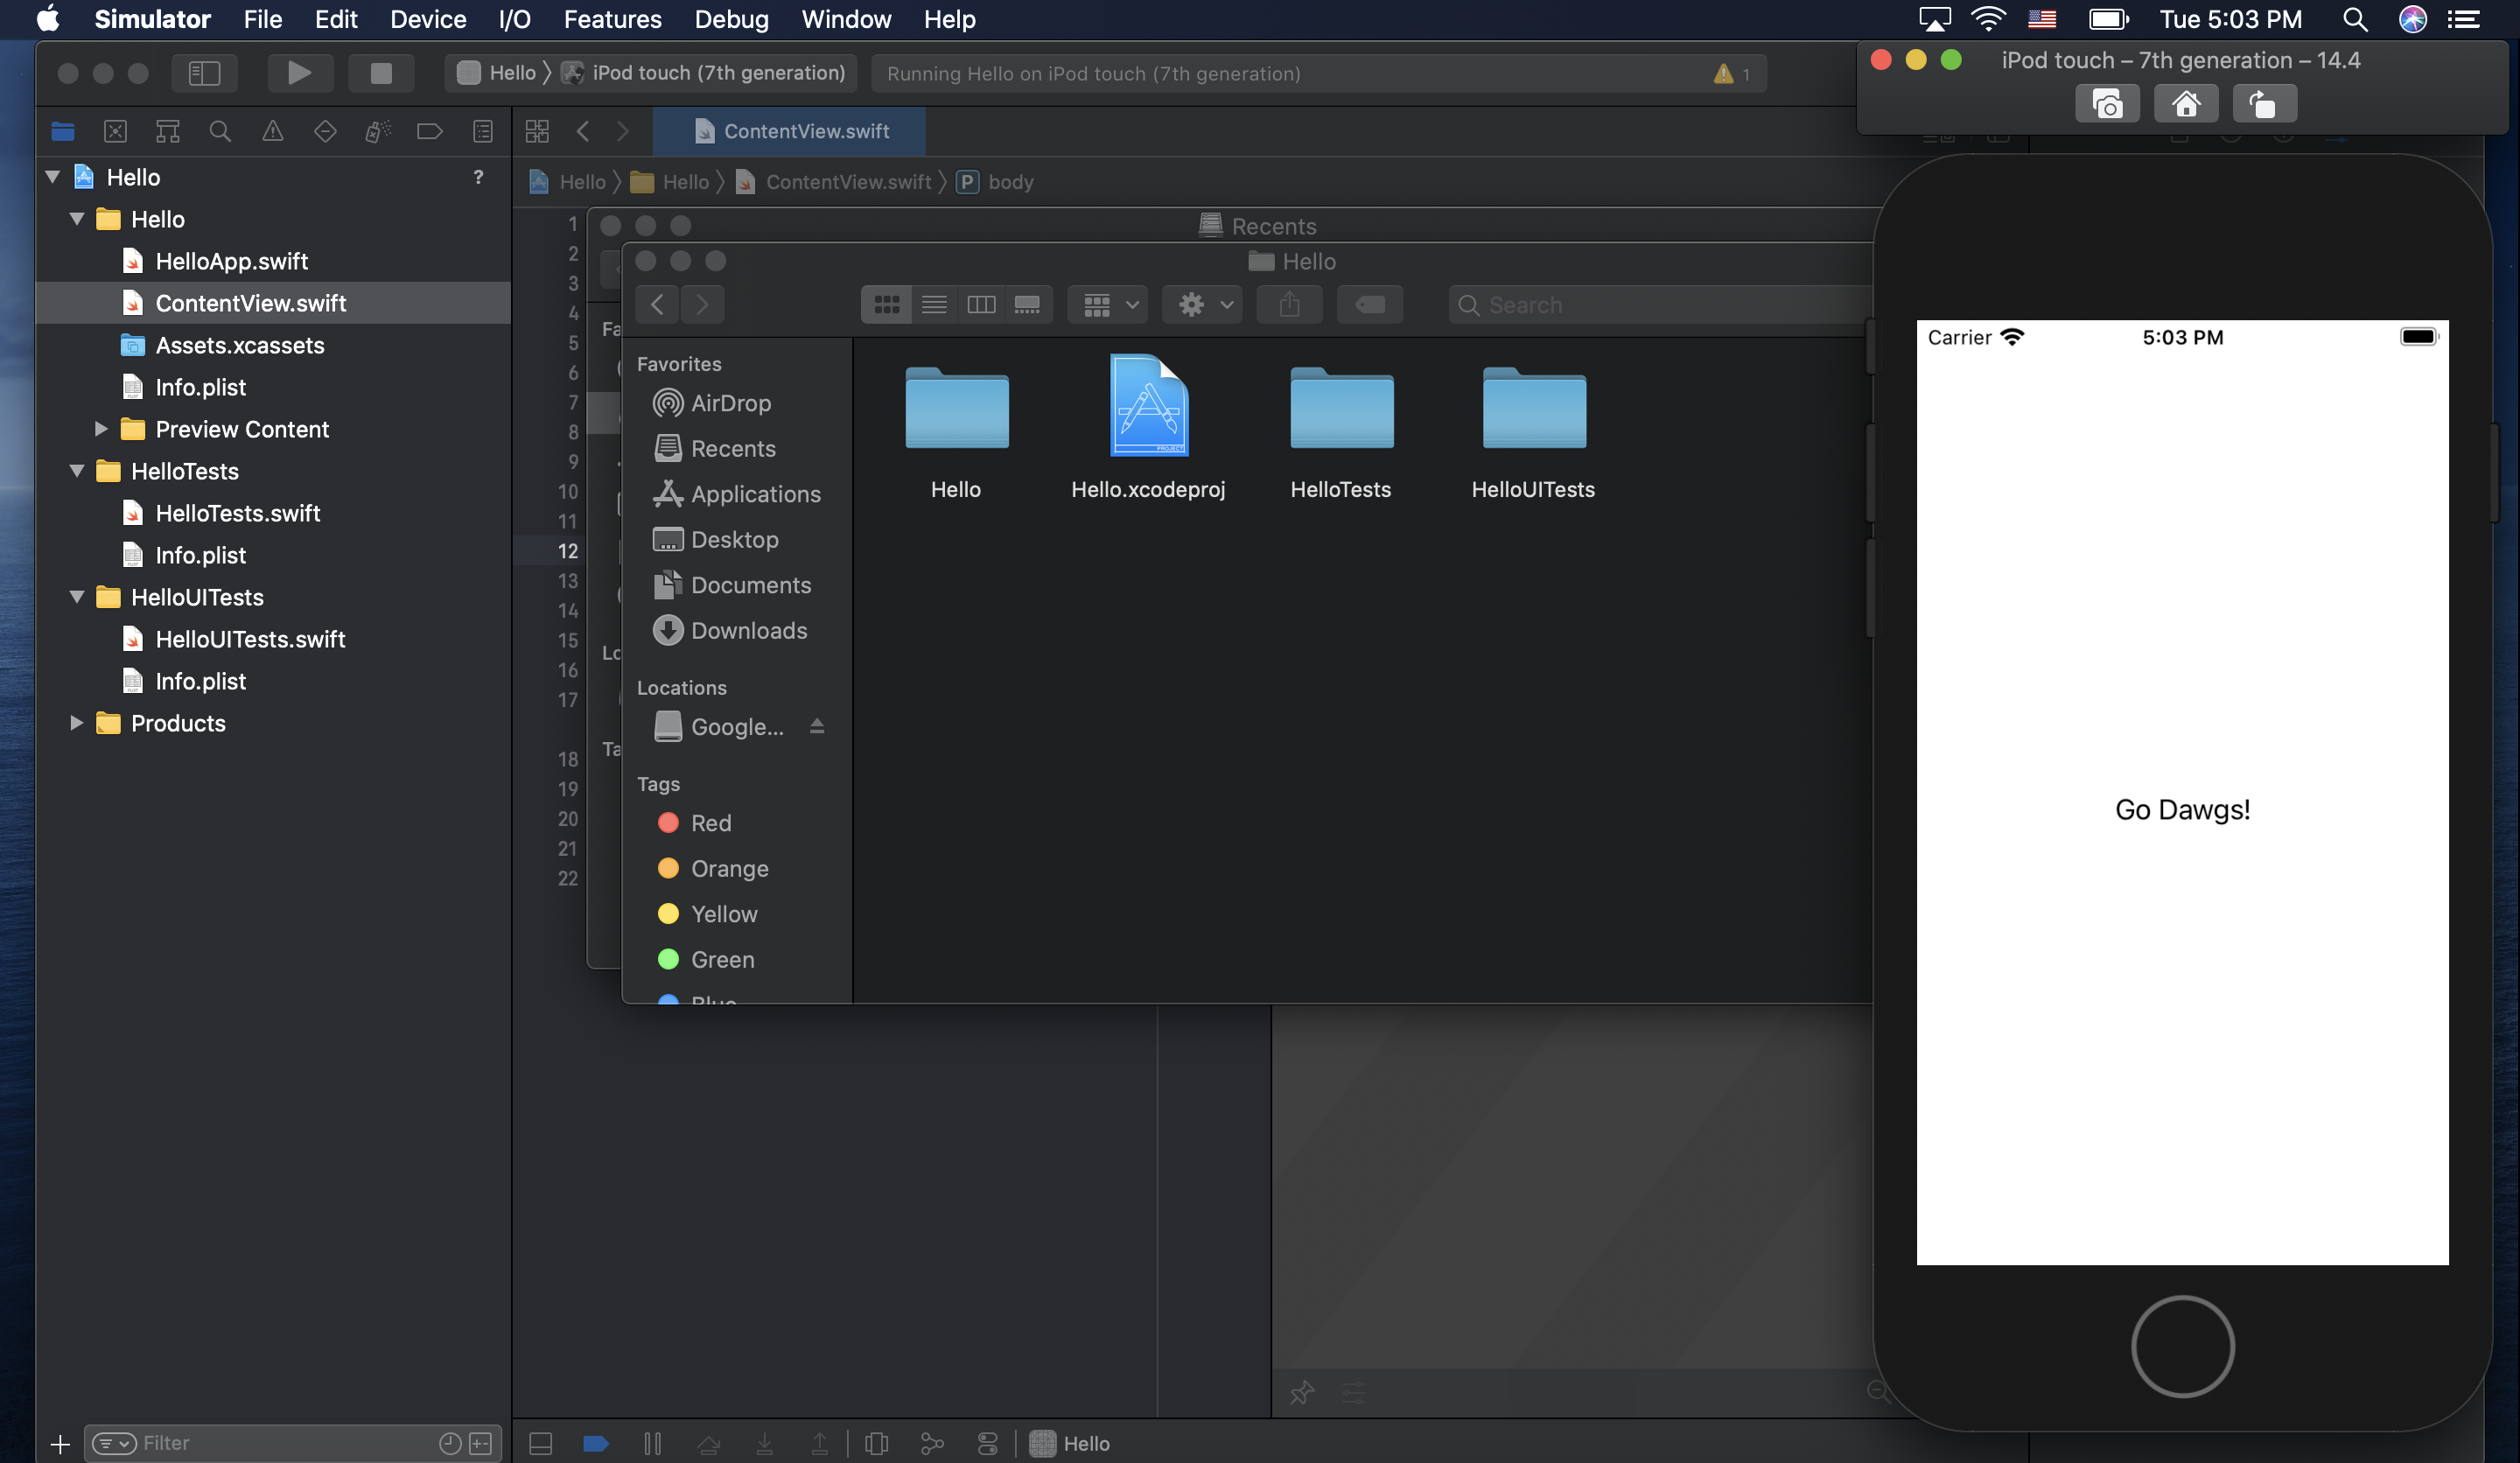 Simulator File Edit Device I/O Features Debug Window Help Tue 5:03 PM
Hello iPod touch (7th generation) Running Hello on iPod touch (7th generation) 1
iPod touch – 7th generation – 14.4
ContentView.swift
Hello ?
Hello
HelloApp.swift
ContentView.swift
Assets.xcassets
Info.plist
Preview Content
HelloTests
HelloTests.swift
Info.plist
HelloUITests
HelloUITests.swift
Info.plist
Products
Filter
Hello Hello ContentView.swift P body
1
2
3
4
5
6
7
8
9
10
11
12
13
14
15
16
17
18
19
20
21
22
Recents
Fa
Lo
Ta
Hello
Search
Favorites
AirDrop
Recents
Applications
Desktop
Documents
Downloads
Locations
Google...
Tags
Red
Orange
Yellow
Green
Blue
Hello
Hello.xcodeproj
HelloTests
HelloUITests
PROJECT
Hello
Carrier 5:03 PM
Go Dawgs!